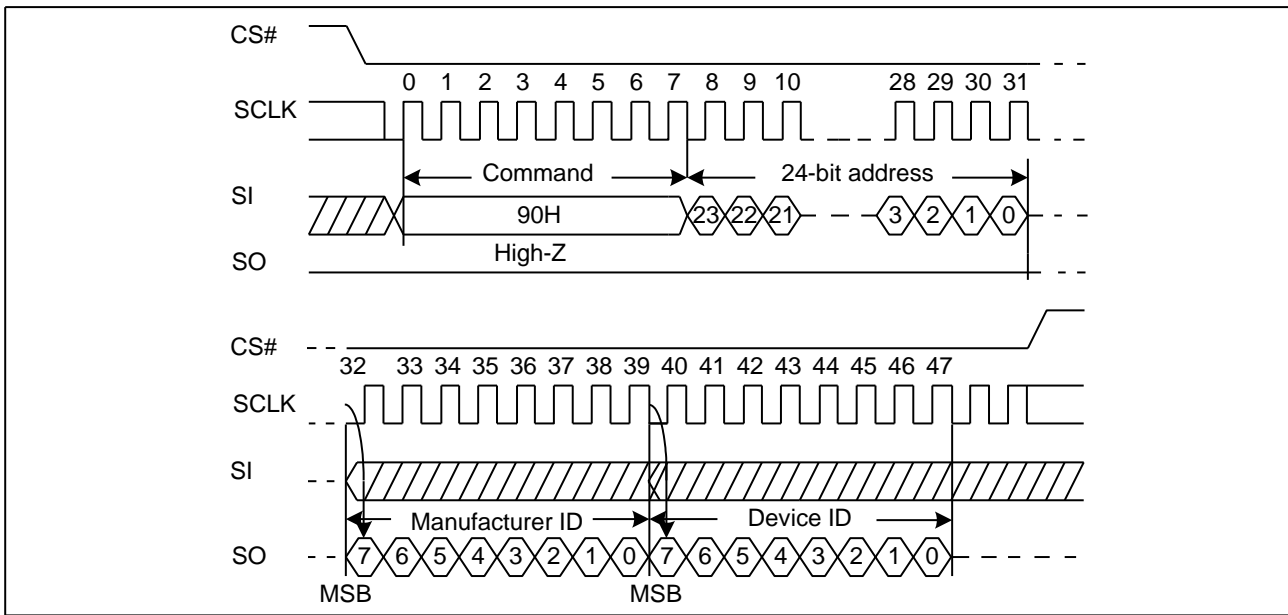 CS#
0 1 2 3 4 5 6 7 8 9 10 28 29 30 31
SCLK
Command 24-bit address
SI
90H 23 22 21 3 2 1 0
High-Z
SO
CS#
32 33 34 35 36 37 38 39 40 41 42 43 44 45 46 47
SCLK
SI
Manufacturer ID Device ID
SO 7 6 5 4 3 2 1 0 7 6 5 4 3 2 1 0
MSB MSB